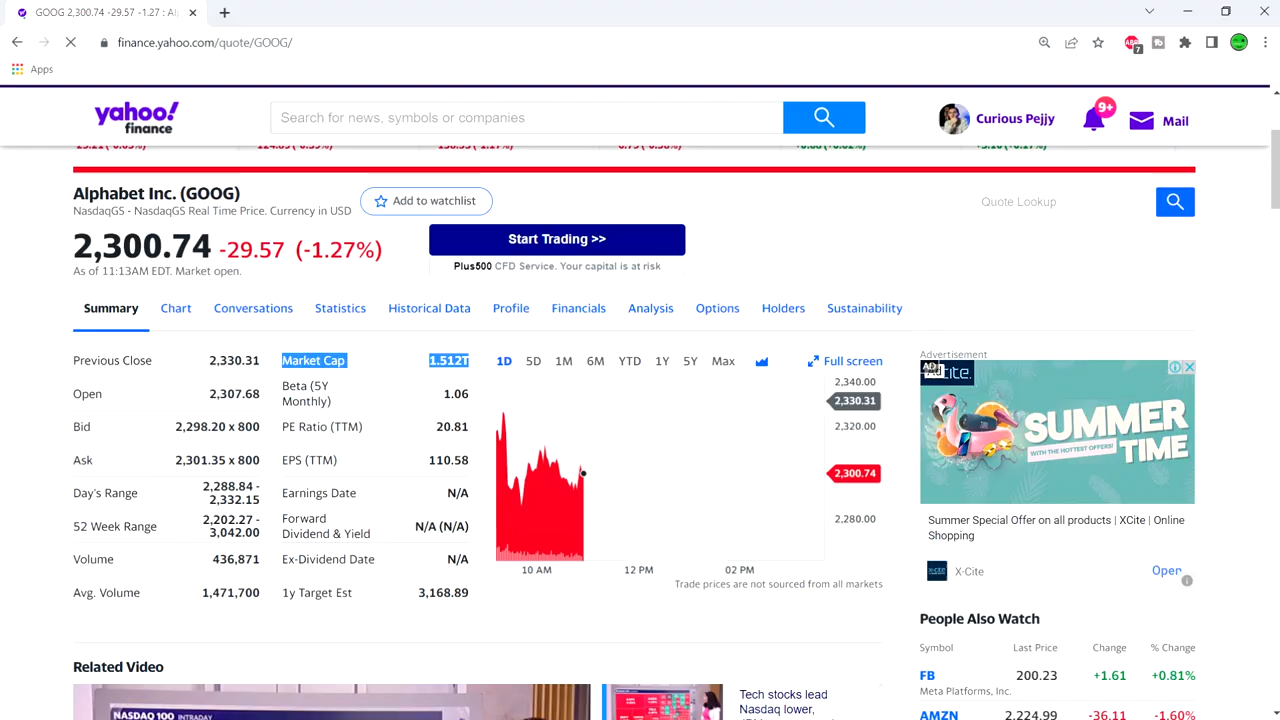 GOOG 2,300.74 -29.57 -1.27 : Al
finance.yahoo.com/quote/GOOG/
7
Apps
yahoo!
finance
Search for news, symbols or companies
Curious Pejjy
9+
Mail
Alphabet Inc. (GOOG)
NasdaqGS - NasdaqGS Real Time Price. Currency in USD
Add to watchlist
Quote Lookup
2,300.74 -29.57 (-1.27%)
As of 11:13AM EDT. Market open.
Start Trading >>
Plus500 CFD Service. Your capital is at risk
Summary Chart Conversations Statistics Historical Data Profile Financials Analysis Options Holders Sustainability
Previous Close 2,330.31
Open 2,307.68
Bid 2,298.20 x 800
Ask 2,301.35 x 800
Day's Range 2,288.84 -
2,332.15
52 Week Range 2,202.27 -
3,042.00
Volume 436,871
Avg. Volume 1,471,700
Market Cap 1.512T
Beta (5Y
Monthly) 1.06
PE Ratio (TTM) 20.81
EPS (TTM) 110.58
Earnings Date N/A
Forward
Dividend & Yield N/A (N/A)
Ex-Dividend Date N/A
1y Target Est 3,168.89
1D 5D 1M 6M YTD 1Y 5Y Max Full screen
2,340.00
2,330.31
2,320.00
2,300.74
2,280.00
10 AM 12 PM 02 PM
Trade prices are not sourced from all markets
Advertisement
AD
cite.
SUMMER
WITH THE HOTTEST OFFERS!
TIME
Summer Special Offer on all products | XCite | Online
Shopping
X-Cite
Open
People Also Watch
Symbol Last Price Change % Change
FB 200.23 +1.61 +0.81%
Meta Platforms, Inc.
AMZN 2,224.99 -36.11 -1.60%
Related Video
NASDAQ 100 INTRADAY
Tech stocks lead
Nasdaq lower,